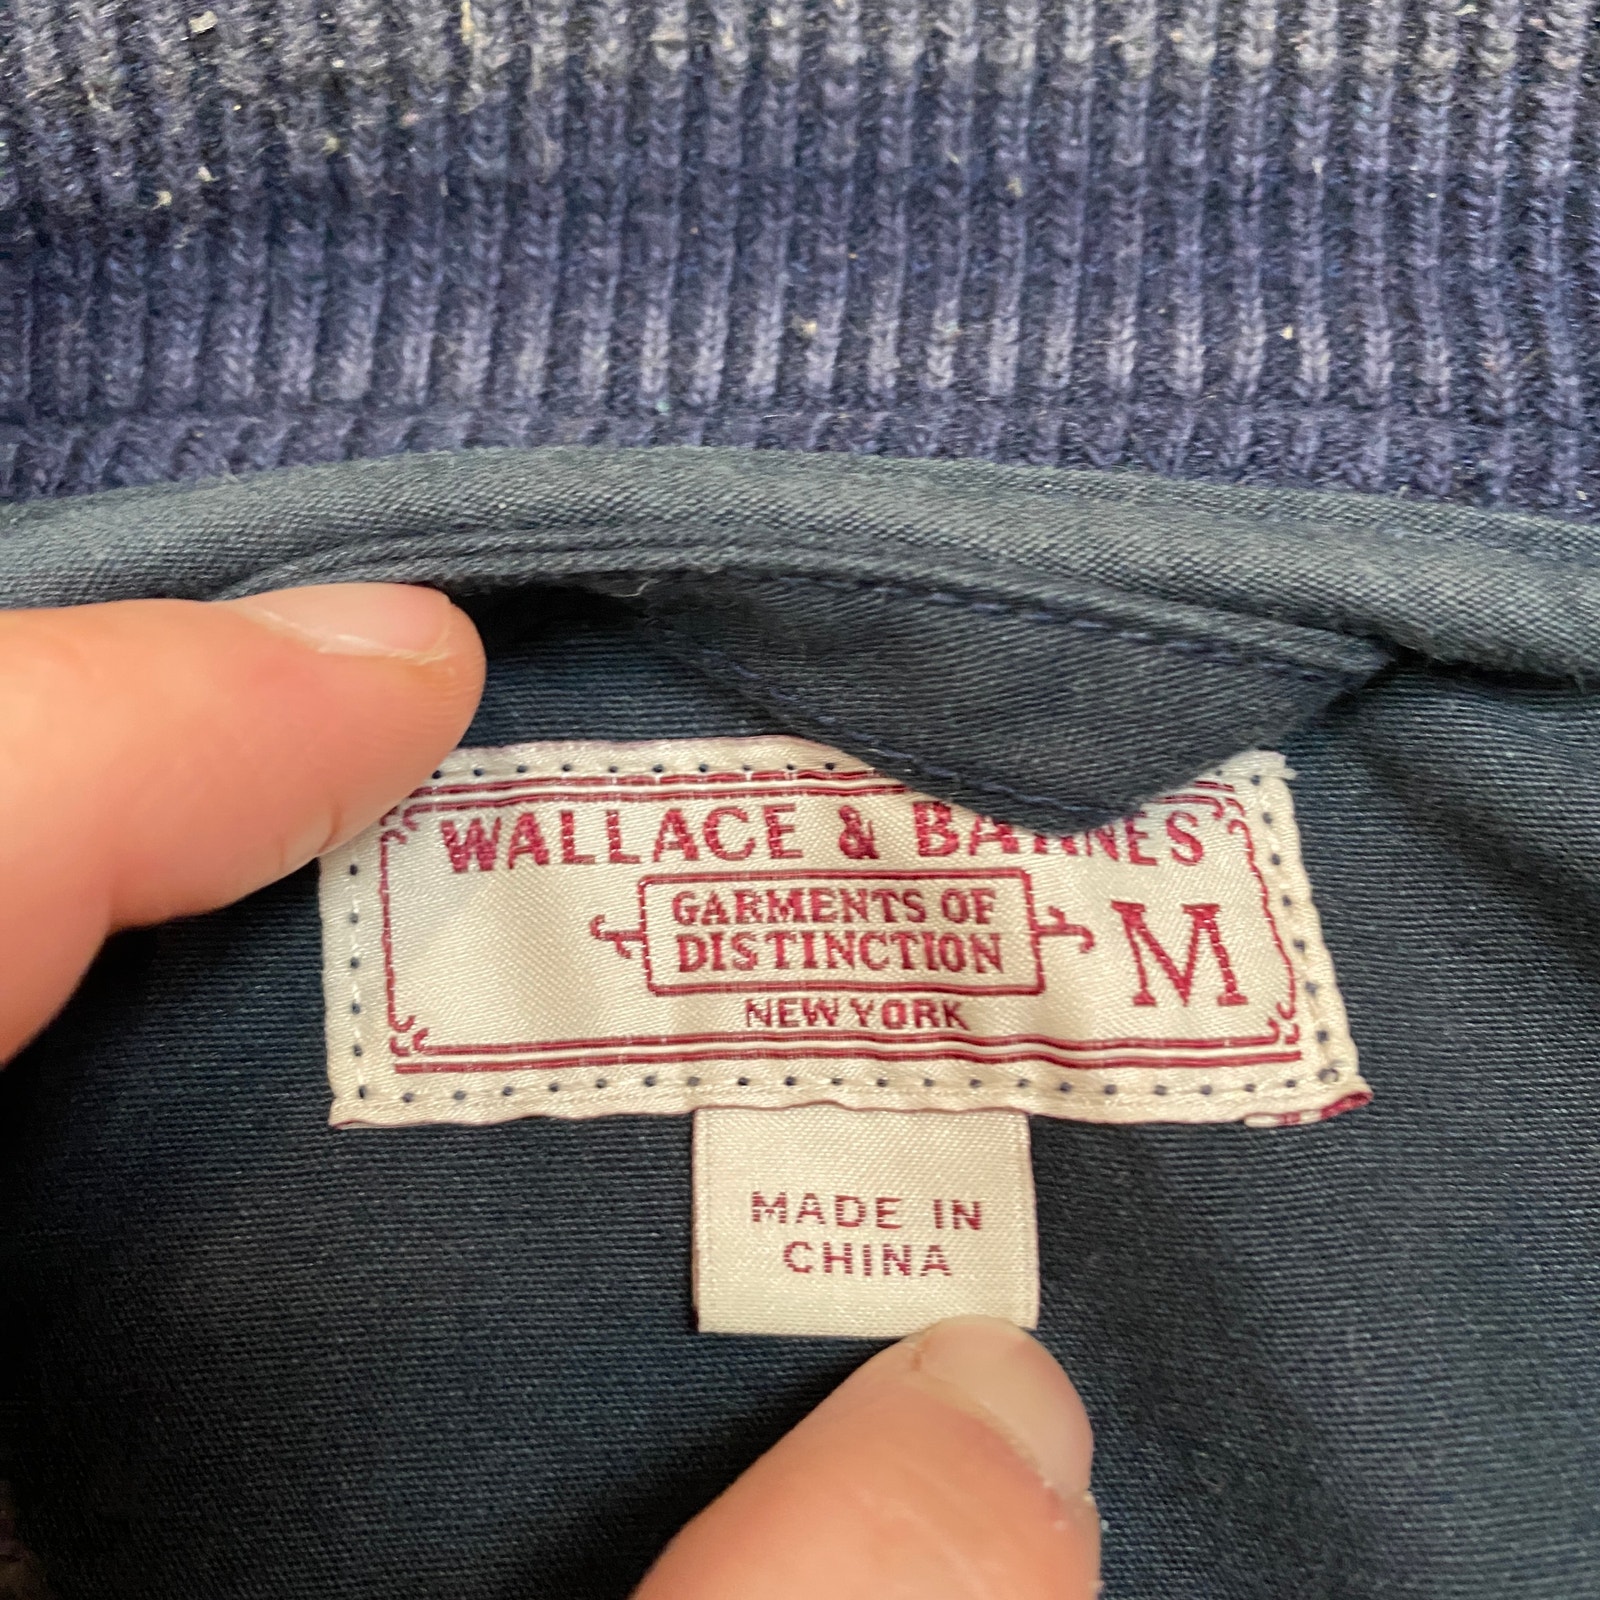 WALLACE & BARNES
GARMENTS OF
DISTINCTION
NEW YORK
M
MADE IN
CHINA